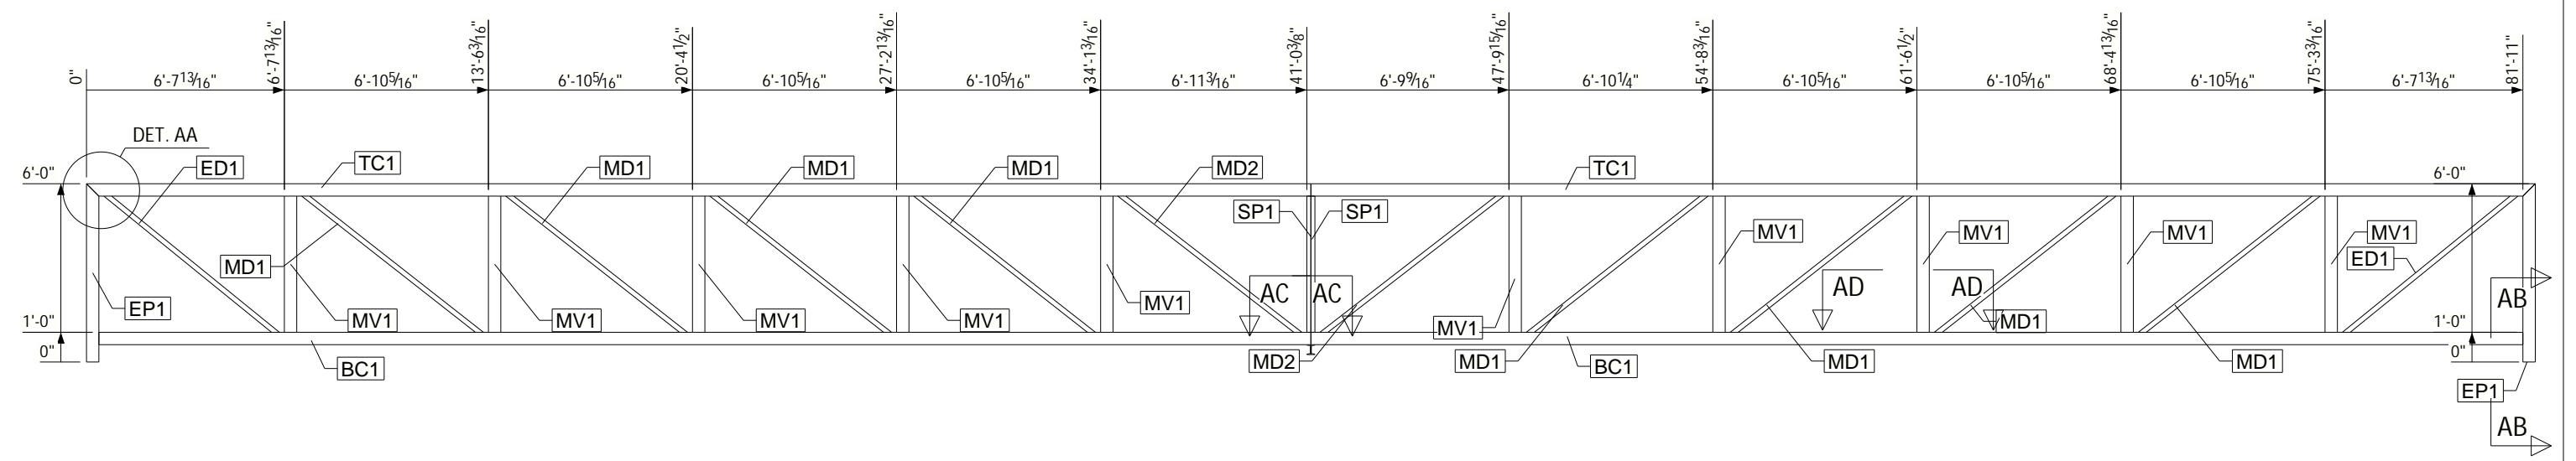 0"
6'-7 13/16"
13'-6 3/16"
20'-4 1/2"
27'-2 13/16"
34'-1 3/16"
41'-0 3/8"
47'-9 15/16"
54'-8 3/16"
61'-6 1/2"
68'-4 13/16"
75'-3 3/16"
81'-11"
6'-7 13/16"
6'-10 5/16"
6'-10 5/16"
6'-10 5/16"
6'-10 5/16"
6'-11 3/16"
6'-9 9/16"
6'-10 1/4"
6'-10 5/16"
6'-10 5/16"
6'-10 5/16"
6'-7 13/16"
DET. AA
ED1
TC1
MD1
MD1
MD1
MD2
TC1
6'-0"
6'-0"
SP1
SP1
MV1
MV1
MV1
MV1
MD1
ED1
EP1
MV1
MV1
MV1
MV1
MV1
AC
AC
MV1
AD
AD
MD1
AB
1'-0"
1'-0"
0"
0"
BC1
MD2
MD1
BC1
MD1
MD1
EP1
AB